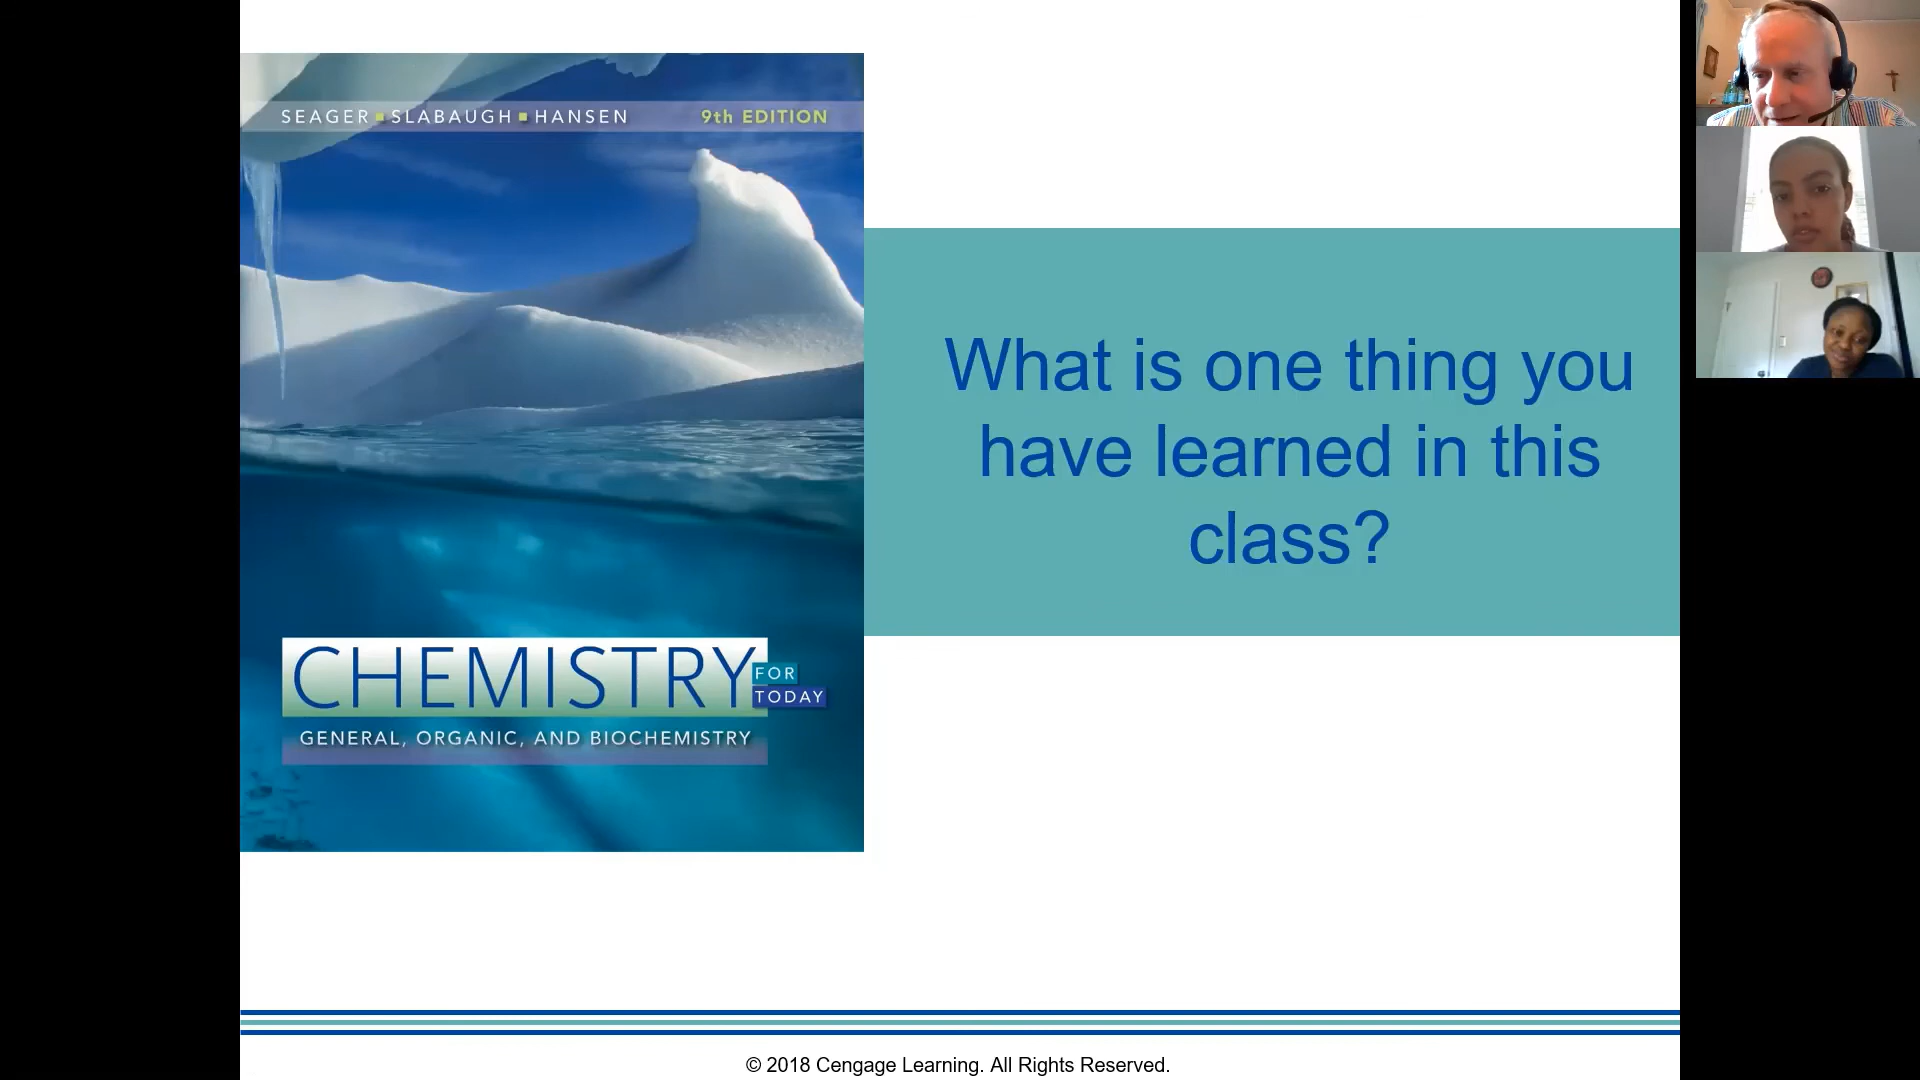 SEAGER ▪ SLABAUGH ▪ HANSEN 9th EDITION
What is one thing you
have learned in this
class?
CHEMISTRY FOR
TODAY
GENERAL, ORGANIC, AND BIOCHEMISTRY
© 2018 Cengage Learning. All Rights Reserved.